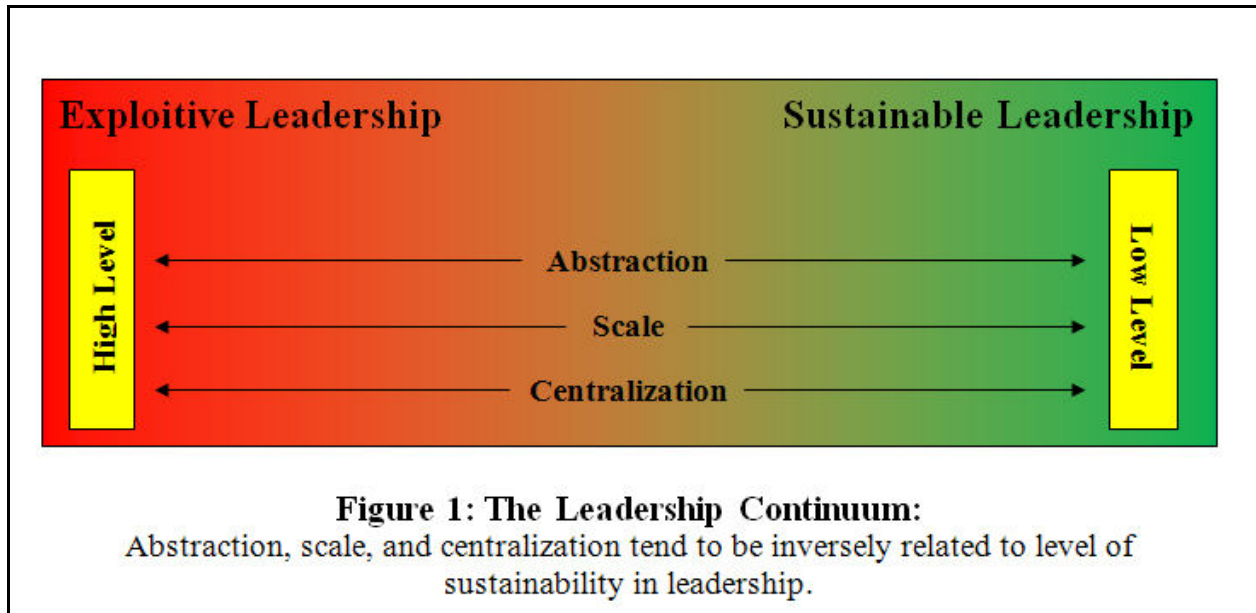 Exploitive Leadership
Sustainable Leadership
High Level
Abstraction
Scale
Centralization
Low Level
Figure 1: The Leadership Continuum:
Abstraction, scale, and centralization tend to be inversely related to level of
sustainability in leadership.